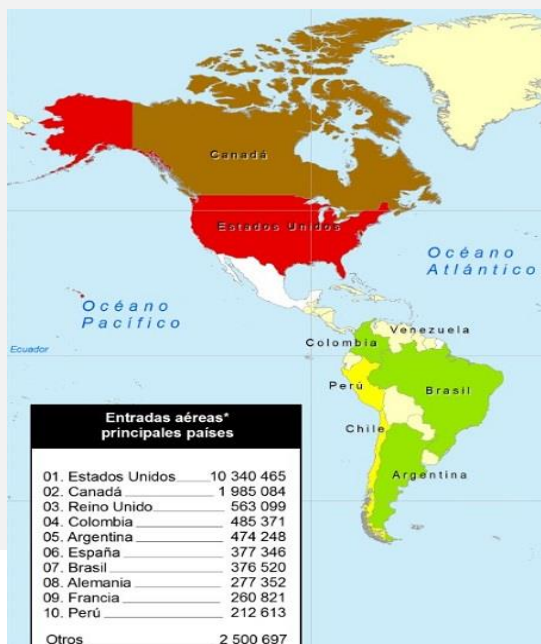 Canadá
Estados Unidos
Océano
Atlántico
Océano
Pacífico
Ecuador
Venezuela
Colombia
Perú
Brasil
Chile
Argentina
Entradas aéreas*
principales países
01. Estados Unidos 10 340 465
02. Canadá 1 985 084
03. Reino Unido 563 099
04. Colombia 485 371
05. Argentina 474 248
06. España 377 346
07. Brasil 376 520
08. Alemania 277 352
09. Francia 260 821
10. Perú 212 613
Otros 2 500 697